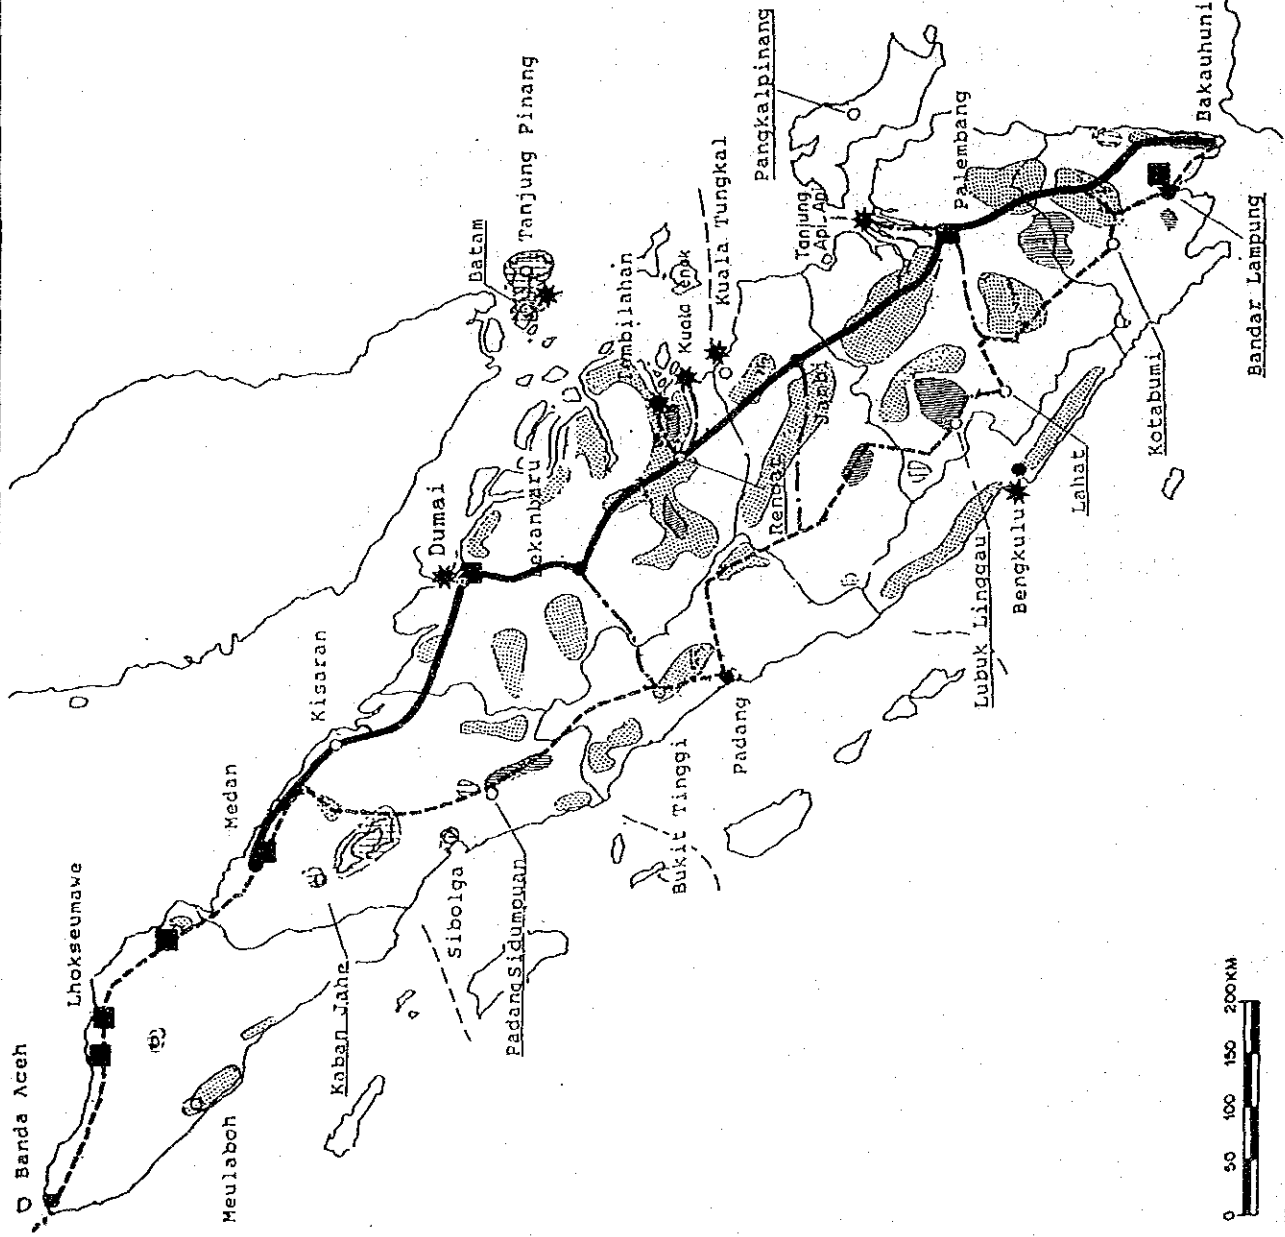 Banda Aceh
Lhokseumawe
Medan
Kisaran
Dumai
Pekanbaru
Batam
Tanjung Pinang
Tembilahan
Kuala Enok
Kuala Tungkal
Pangkalpinang
Tanjung
Api-Api
Palembang
Bakauhuni
Meulaboh
Kaban Jahe
Sibolga
Padang Sidumpuan
Bukit Tinggi
Padang
Rengat
Jambi
Lubuk Linggau
Bengkulu
Lahat
Kotabumi
Bandar Lampung
0 50 100 150 200KM